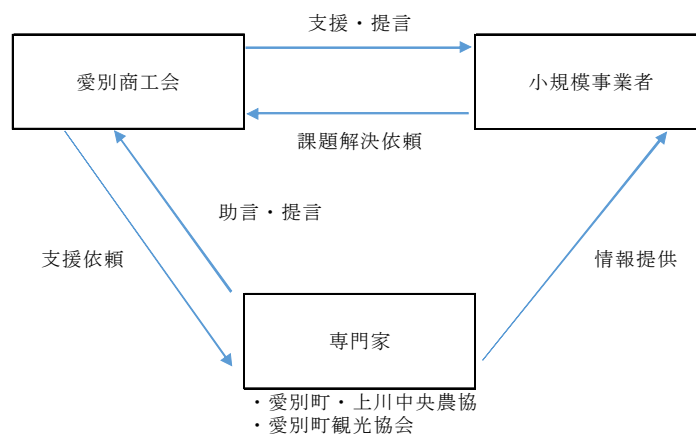 支援・提言
愛別商工会
小規模事業者
課題解決依頼
助言・提言
支援依頼
情報提供
専門家
・愛別町・上川中央農協
・愛別町観光協会